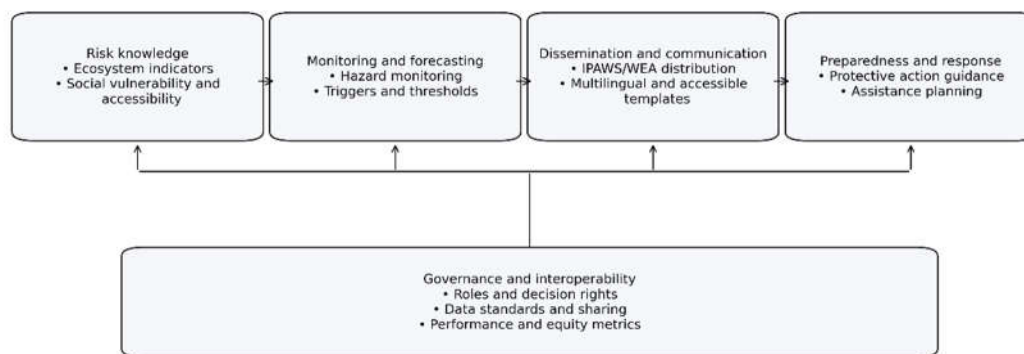 Risk knowledge
• Ecosystem indicators
• Social vulnerability and
accessibility
Monitoring and forecasting
• Hazard monitoring
• Triggers and thresholds
Dissemination and communication
• IPAWS/WEA distribution
• Multilingual and accessible
templates
Preparedness and response
• Protective action guidance
• Assistance planning
Governance and interoperability
• Roles and decision rights
• Data standards and sharing
• Performance and equity metrics